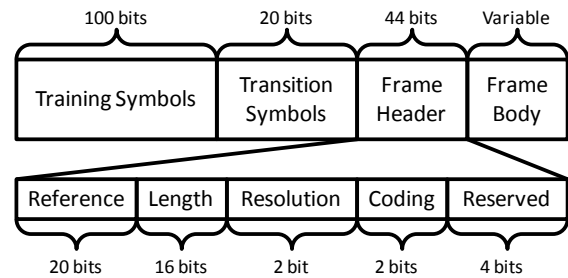 100 bits 20 bits 44 bits Variable
Training Symbols Transition Symbols Frame Header Frame Body
Reference Length Resolution Coding Reserved
20 bits 16 bits 2 bit 2 bits 4 bits